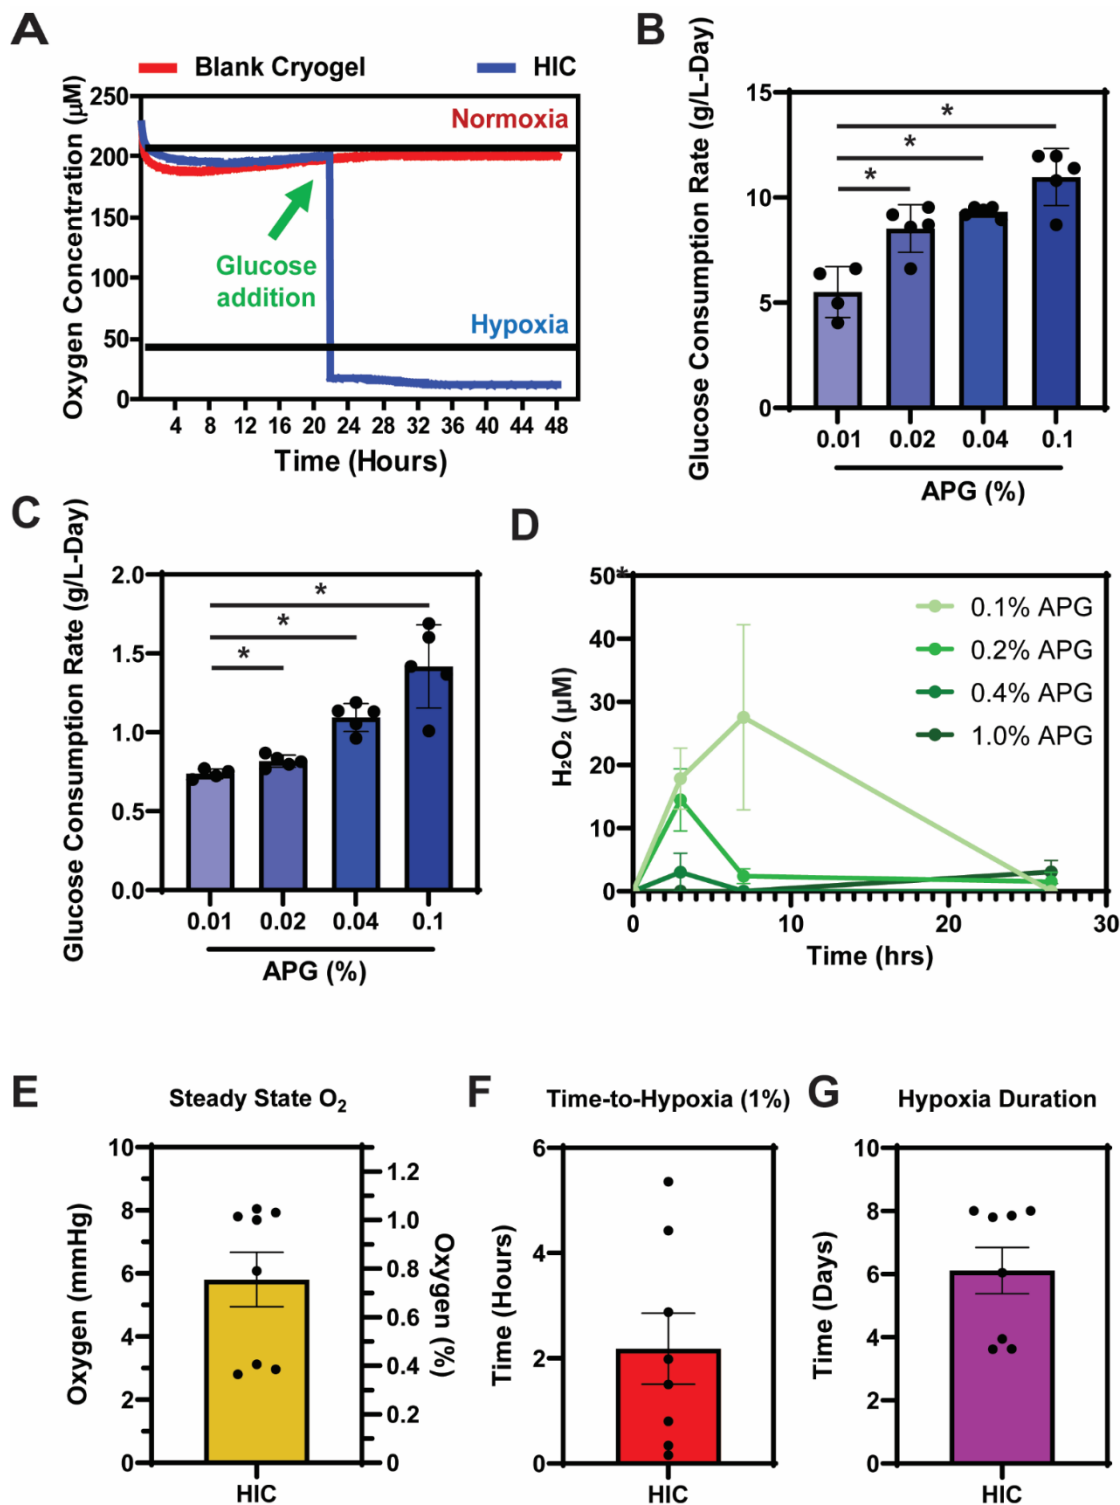 A
Blank Cryogel HIC
Oxygen Concentration (µM)
250
200
150
100
50
0
Normoxia
Glucose
addition
Hypoxia
4 8 12 16 20 24 28 32 36 40 44 48
Time (Hours)
B
Glucose Consumption Rate (g/L-Day)
15
10
5
0
*
*
*
0.01 0.02 0.04 0.1
APG (%)
C
Glucose Consumption Rate (g/L-Day)
2.0
1.5
1.0
0.5
0.0
*
*
*
0.01 0.02 0.04 0.1
APG (%)
D
H₂O₂ (µM)
50*
40
30
20
10
0
0.1% APG
0.2% APG
0.4% APG
1.0% APG
0 10 20 30
Time (hrs)
E
Steady State O₂
Oxygen (mmHg)
10
8
6
4
2
0
1.2
1.0
0.8
0.6
0.4
0.2
0
Oxygen (%)
HIC
F
Time-to-Hypoxia (1%)
Time (Hours)
6
4
2
0
HIC
G
Hypoxia Duration
Time (Days)
10
8
6
4
2
0
HIC